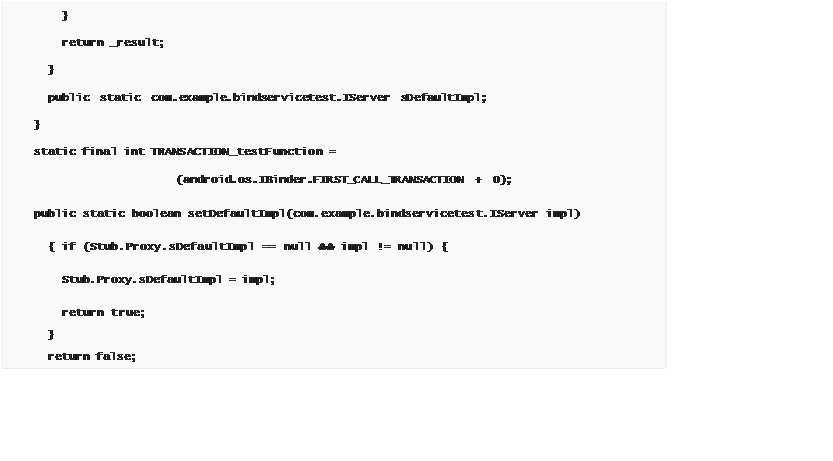 }
return _result;
}
public static com.example.bindservicetest.IServer sDefaultImpl;
}
static final int TRANSACTION_testFunction =
(android.os.IBinder.FIRST_CALL_TRANSACTION + 0);
public static boolean setDefaultImpl(com.example.bindservicetest.IServer impl)
{ if (Stub.Proxy.sDefaultImpl == null && impl != null) {
Stub.Proxy.sDefaultImpl = impl;
return true;
}
return false;